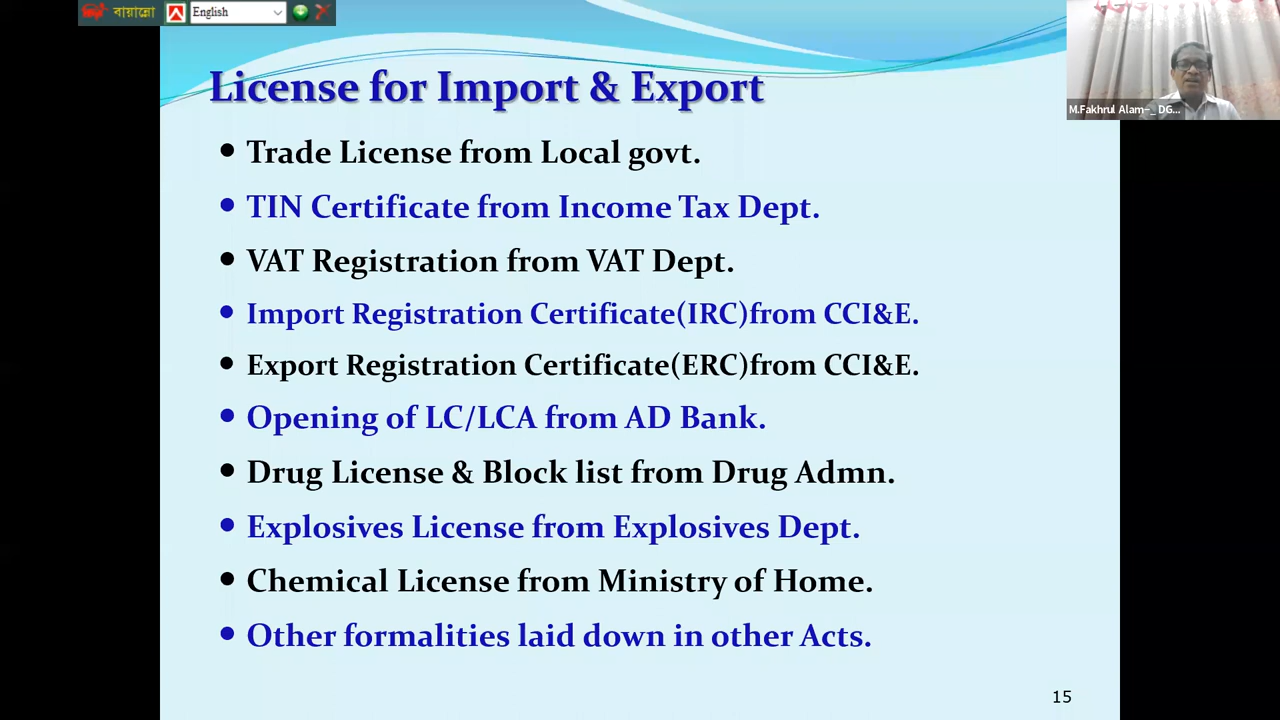 বায়ান্নো
English
License for Import & Export
M.Fakhrul Alam-_ DG...
• Trade License from Local govt.
• TIN Certificate from Income Tax Dept.
• VAT Registration from VAT Dept.
• Import Registration Certificate(IRC)from CCI&E.
• Export Registration Certificate(ERC)from CCI&E.
• Opening of LC/LCA from AD Bank.
• Drug License & Block list from Drug Admn.
• Explosives License from Explosives Dept.
• Chemical License from Ministry of Home.
• Other formalities laid down in other Acts.
15